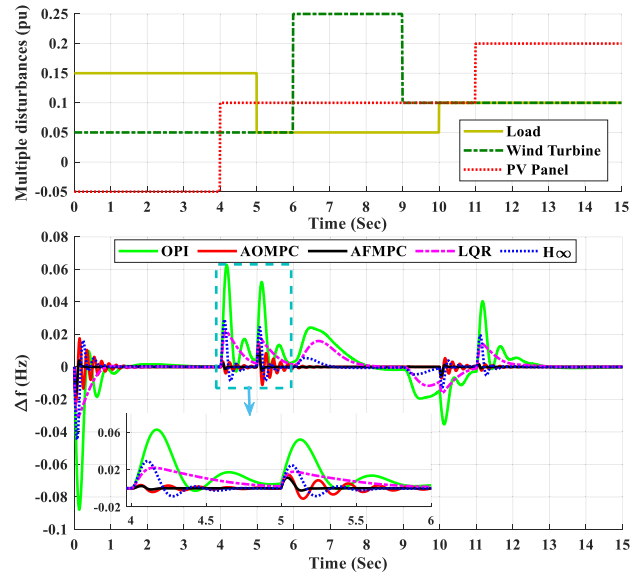 Multiple disturbances (pu)
0.25
0.2
0.15
0.1
0.05
0
-0.05
Load
Wind Turbine
PV Panel
0 1 2 3 4 5 6 7 8 9 10 11 12 13 14 15
Time (Sec)
OPI AOMPC AFMPC LQR H∞
Δf (Hz)
0.08
0.06
0.04
0.02
0
-0.02
-0.04
-0.06
-0.08
-0.1
0.06
0.02
-0.02
4 4.5 5 5.5 6
0 1 2 3 4 5 6 7 8 9 10 11 12 13 14 15
Time (Sec)